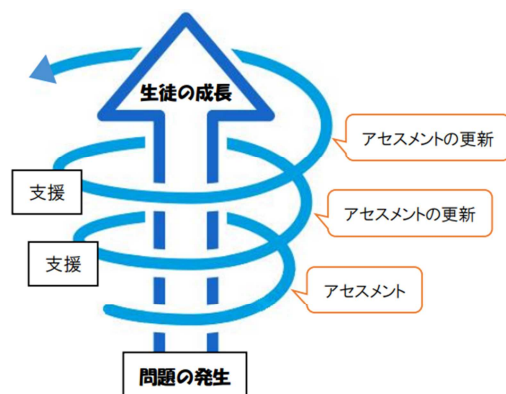 生徒の成長
アセスメントの更新
支援
アセスメントの更新
支援
アセスメント
問題の発生